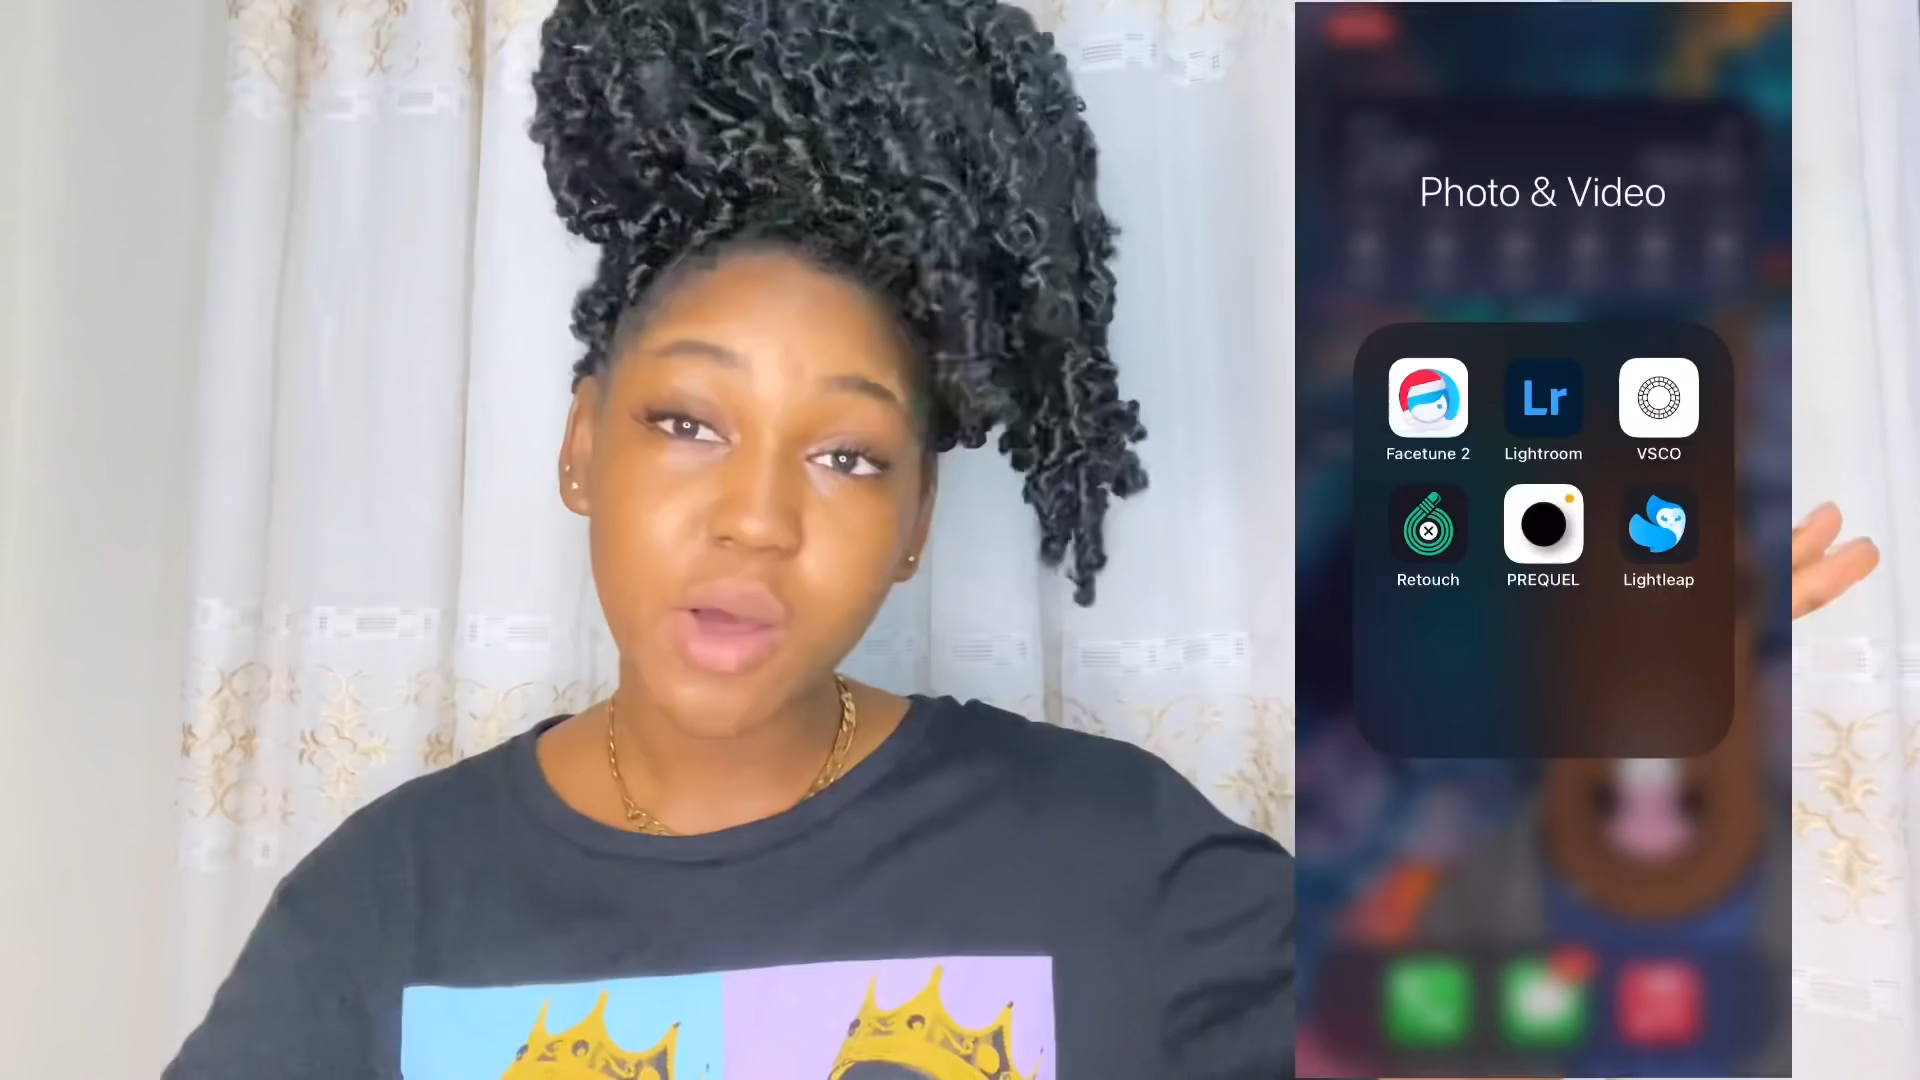 Photo & Video
Facetune 2 Lightroom VSCO
Lr
Retouch PREQUEL Lightleap